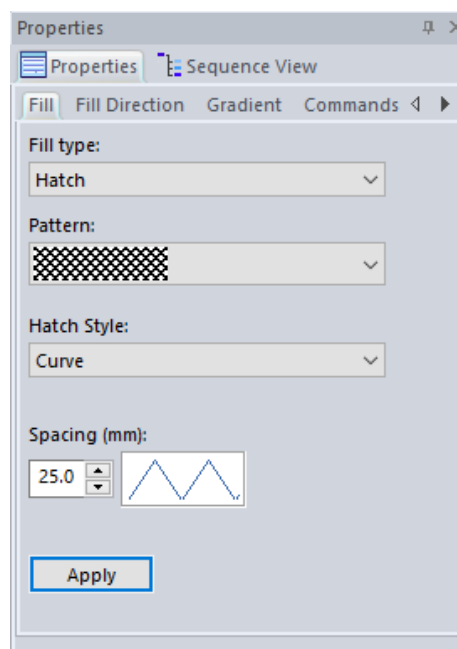 Properties
Properties Sequence View
Fill Fill Direction Gradient Commands
Fill type:
Hatch
Pattern:
Hatch Style:
Curve
Spacing (mm):
25.0
Apply